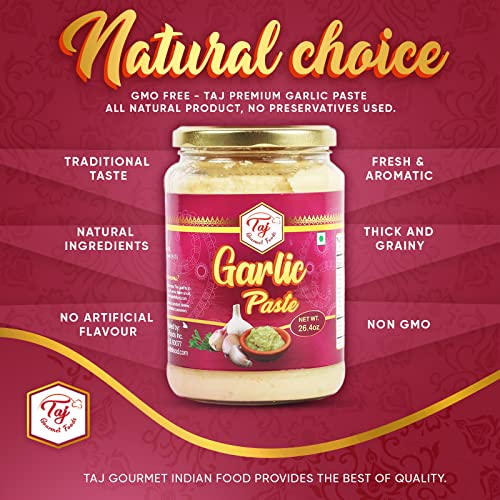 Natural choice
GMO FREE - TAJ PREMIUM GARLIC PASTE
ALL NATURAL PRODUCT, NO PRESERVATIVES USED.
TRADITIONAL
TASTE
FRESH &
AROMATIC
NATURAL
INGREDIENTS
THICK AND
GRAINY
NO ARTIFICIAL
FLAVOUR
NON GMO
Taj
Gourmet Foods
Garlic
Paste
NET WT.
26.4oz
Taj
Gourmet Foods
TAJ GOURMET INDIAN FOOD PROVIDES THE BEST OF QUALITY.